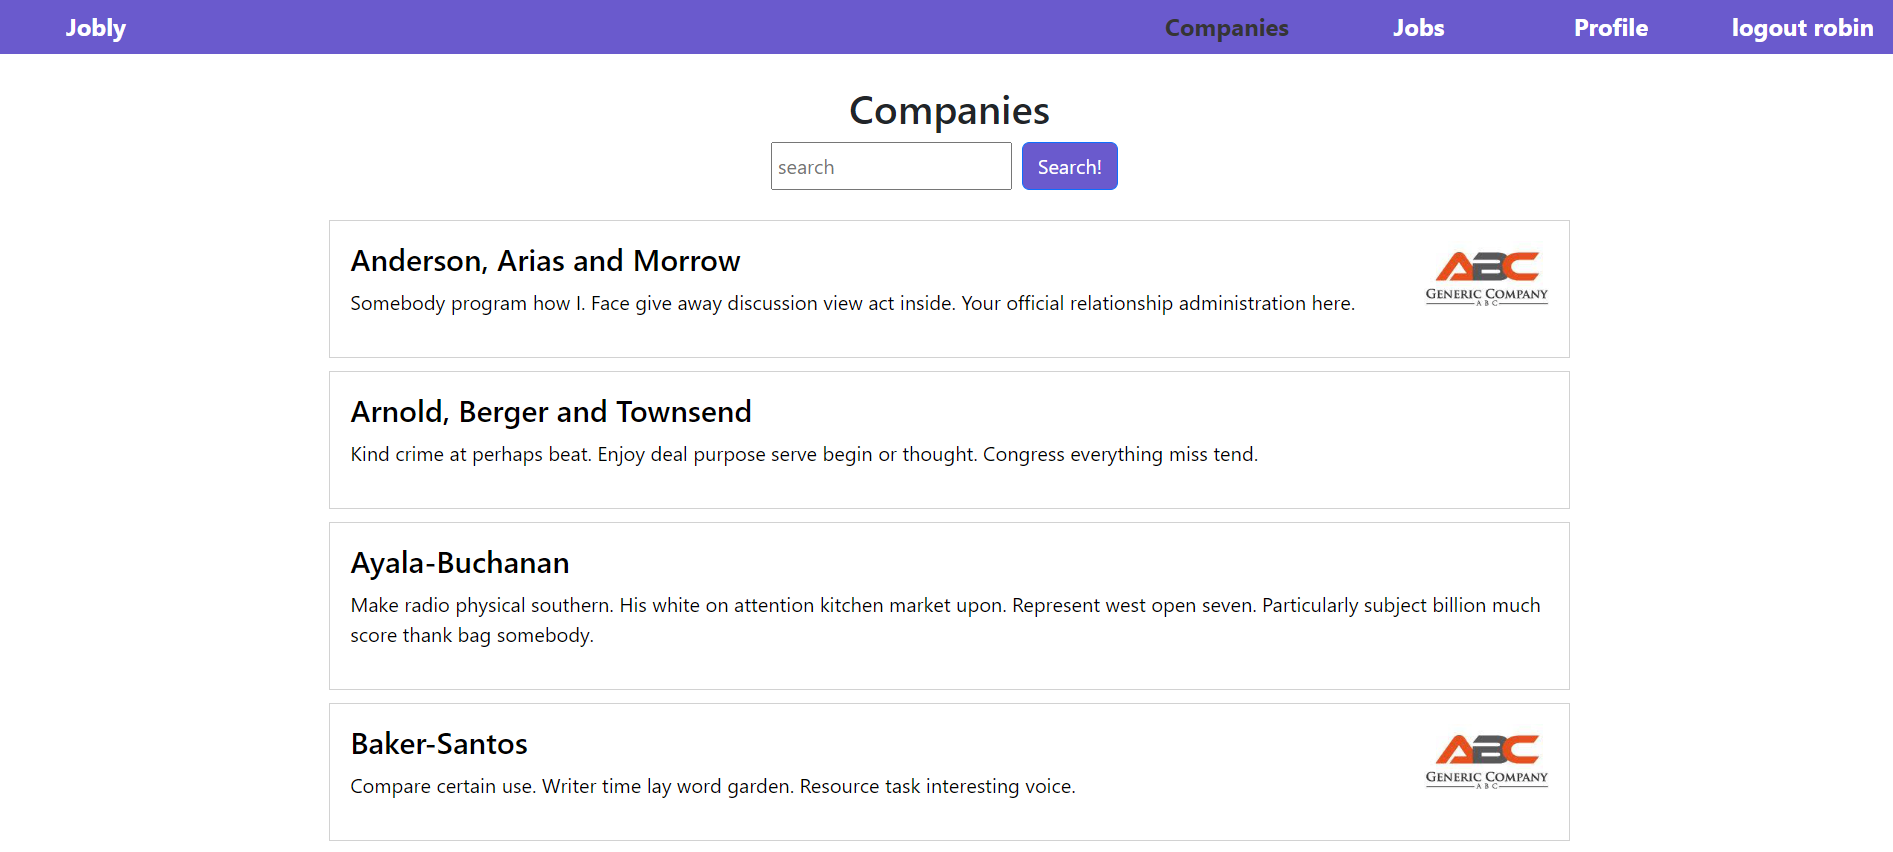 Jobly Companies Jobs Profile logout robin
Companies
search Search!
Anderson, Arias and Morrow
Somebody program how I. Face give away discussion view act inside. Your official relationship administration here.
ABC
GENERIC COMPANY
ABC
Arnold, Berger and Townsend
Kind crime at perhaps beat. Enjoy deal purpose serve begin or thought. Congress everything miss tend.
Ayala-Buchanan
Make radio physical southern. His white on attention kitchen market upon. Represent west open seven. Particularly subject billion much
score thank bag somebody.
Baker-Santos
Compare certain use. Writer time lay word garden. Resource task interesting voice.
ABC
GENERIC COMPANY
ABC